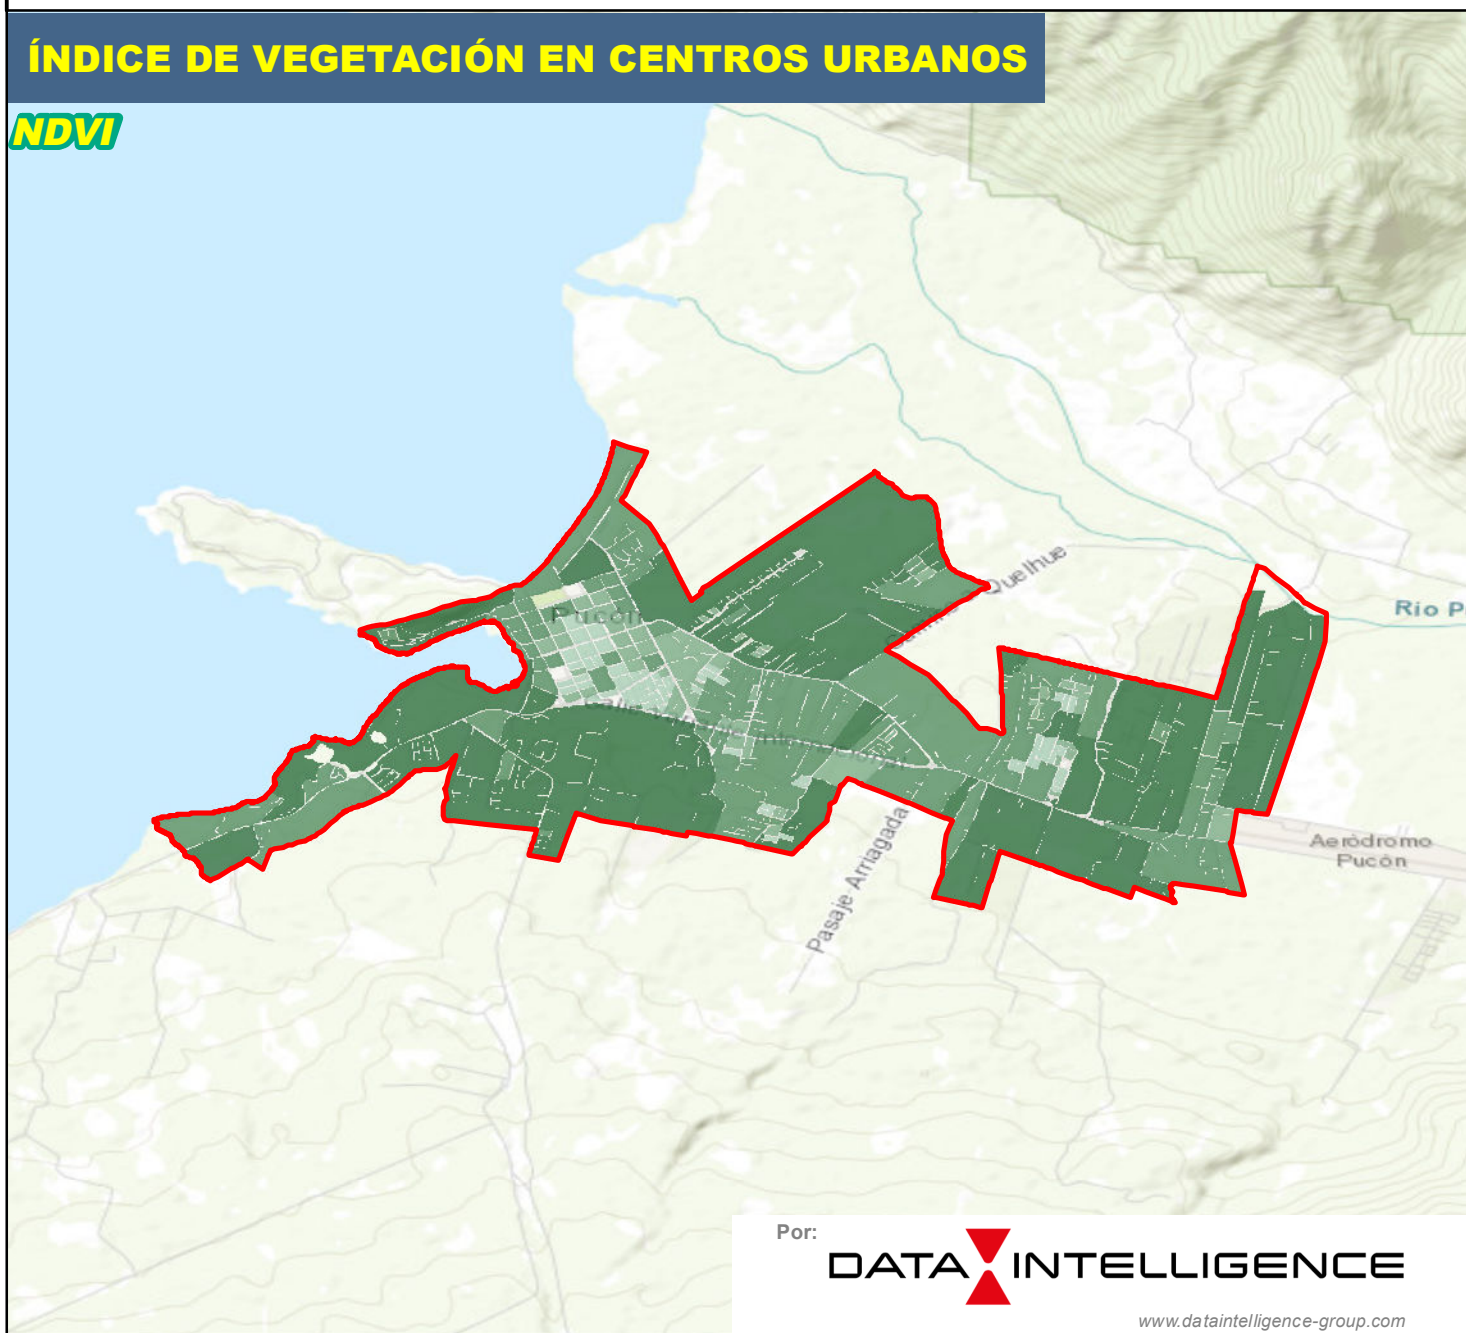 ÍNDICE DE VEGETACIÓN EN CENTROS URBANOS
NDVI
Quelhue
Pucón
Río P
Internacional
Aeródromo
Pucón
Pasaje Arriagada
Por:
DATA INTELLIGENCE
www.dataintelligence-group.com